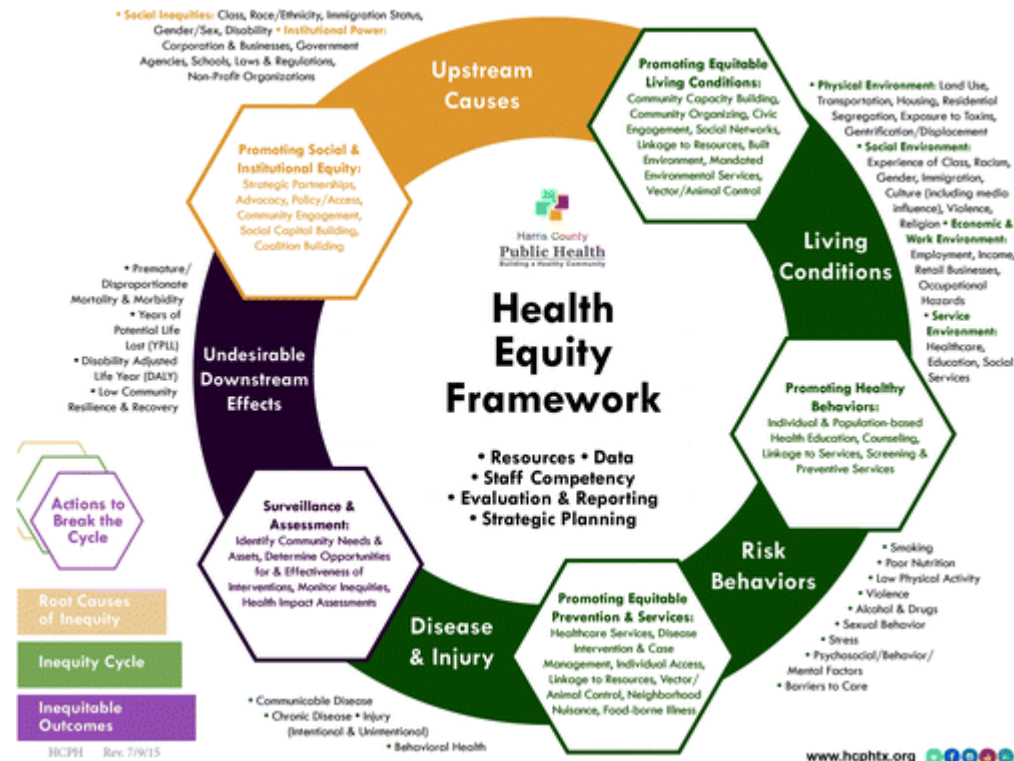 • Social Inequities: Class, Race/Ethnicity, Immigration Status,
Gender/Sex, Disability • Institutional Power:
Corporation & Businesses, Government
Agencies, Schools, Laws & Regulations,
Non-Profit Organizations
Upstream
Causes
Promoting Equitable
Living Conditions:
Community Capacity Building,
Community Organizing, Civic
Engagement, Social Networks,
Linkage to Resources, Built
Environment, Mandated
Environmental Services,
Vector/Animal Control
• Physical Environment: Land Use,
Transportation, Housing, Residential
Segregation, Exposure to Toxins,
Gentrification/Displacement
• Social Environment:
Experience of Class, Racism,
Gender, Immigration,
Culture (including media
influence), Violence,
Religion • Economic &
Work Environment:
Employment, Income,
Retail Businesses,
Occupational
Hazards
• Service
Environment:
Healthcare,
Education, Social
Services
Promoting Social &
Institutional Equity:
Strategic Partnerships,
Advocacy, Policy/Access,
Community Engagement,
Social Capital Building,
Coalition Building
Harris County
Public Health
Building a Healthy Community
Living
Conditions
Health
Equity
Framework
• Resources • Data
• Staff Competency
• Evaluation & Reporting
• Strategic Planning
• Premature/
Disproportionate
Mortality & Morbidity
• Years of
Potential Life
Lost (YPLL)
• Disability Adjusted
Life Year (DALY)
• Low Community
Resilience & Recovery
Undesirable
Downstream
Effects
Promoting Healthy
Behaviors:
Individual & Population-based
Health Education, Counseling,
Linkage to Services, Screening &
Preventive Services
Surveillance &
Assessment:
Identify Community Needs &
Assets, Determine Opportunities
for & Effectiveness of
Interventions, Monitor Inequities,
Health Impact Assessments
Risk
Behaviors
• Smoking
• Poor Nutrition
• Low Physical Activity
• Violence
• Alcohol & Drugs
• Sexual Behavior
• Stress
• Psychosocial/Behavior/
Mental Factors
• Barriers to Care
Promoting Equitable
Prevention & Services:
Healthcare Services, Disease
Intervention & Case
Management, Individual Access,
Linkage to Resources, Vector/
Animal Control, Neighborhood
Nuisance, Food-borne Illness
Disease
& Injury
• Communicable Disease
• Chronic Disease • Injury
(Intentional & Unintentional)
• Behavioral Health
Actions to
Break the
Cycle
Root Causes
of Inequity
Inequity Cycle
Inequitable
Outcomes
HCPH Rev. 7/9/15
www.hcphtx.org